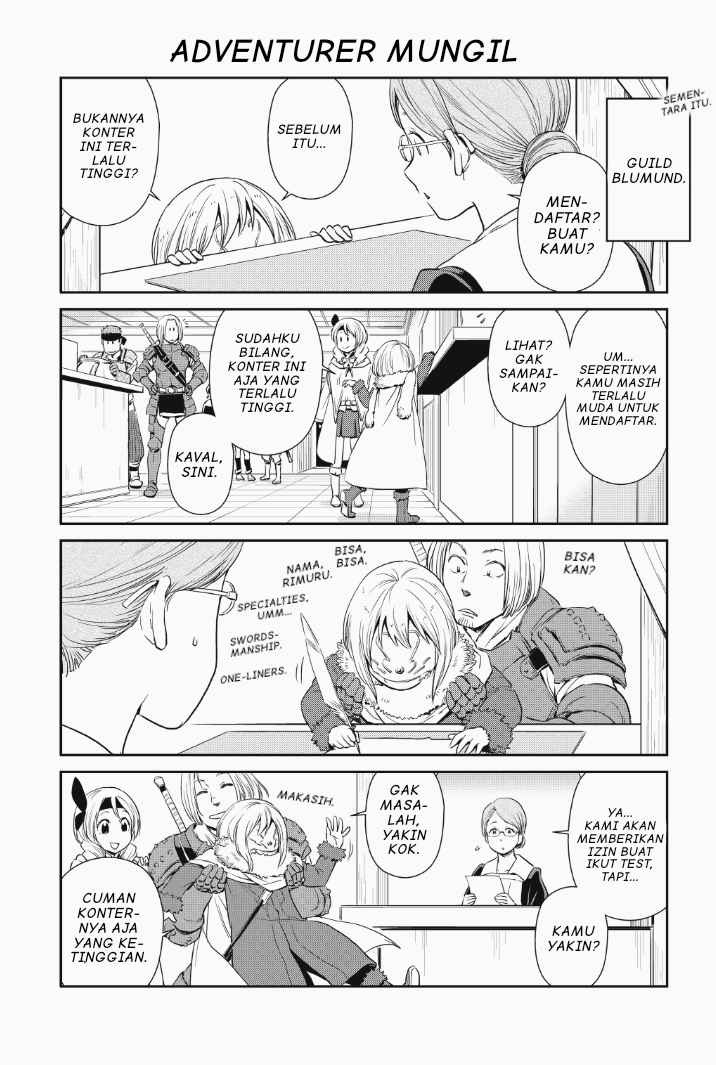 ADVENTURER MUNGIL
SEMEN-
TARA ITU.
GUILD
BLUMUND.
MEN-
DAFTAR?
BUAT
KAMU?
SEBELUM
ITU...
BUKANNYA
KONTER
INI TER-
LALU
TINGGI?
UM...
SEPERTINYA
KAMU MASIH
TERLALU
MUDA UNTUK
MENDAFTAR.
LIHAT?
GAK
SAMPAI-
KAN?
SUDAHKU
BILANG,
KONTER INI
AJA YANG
TERLALU
TINGGI.
KAVAL,
SINI.
BISA
KAN?
BISA,
BISA.
NAMA,
RIMURU.
SPECIALTIES,
UMM...
SWORDS-
MANSHIP.
ONE-LINERS.
YA...
KAMI AKAN
MEMBERIKAN
IZIN BUAT
IKUT TEST,
TAPI...
KAMU
YAKIN?
GAK
MASA-
LAH,
YAKIN
KOK.
MAKASIH.
CUMAN
KONTER-
NYA AJA
YANG KE-
TINGGIAN.